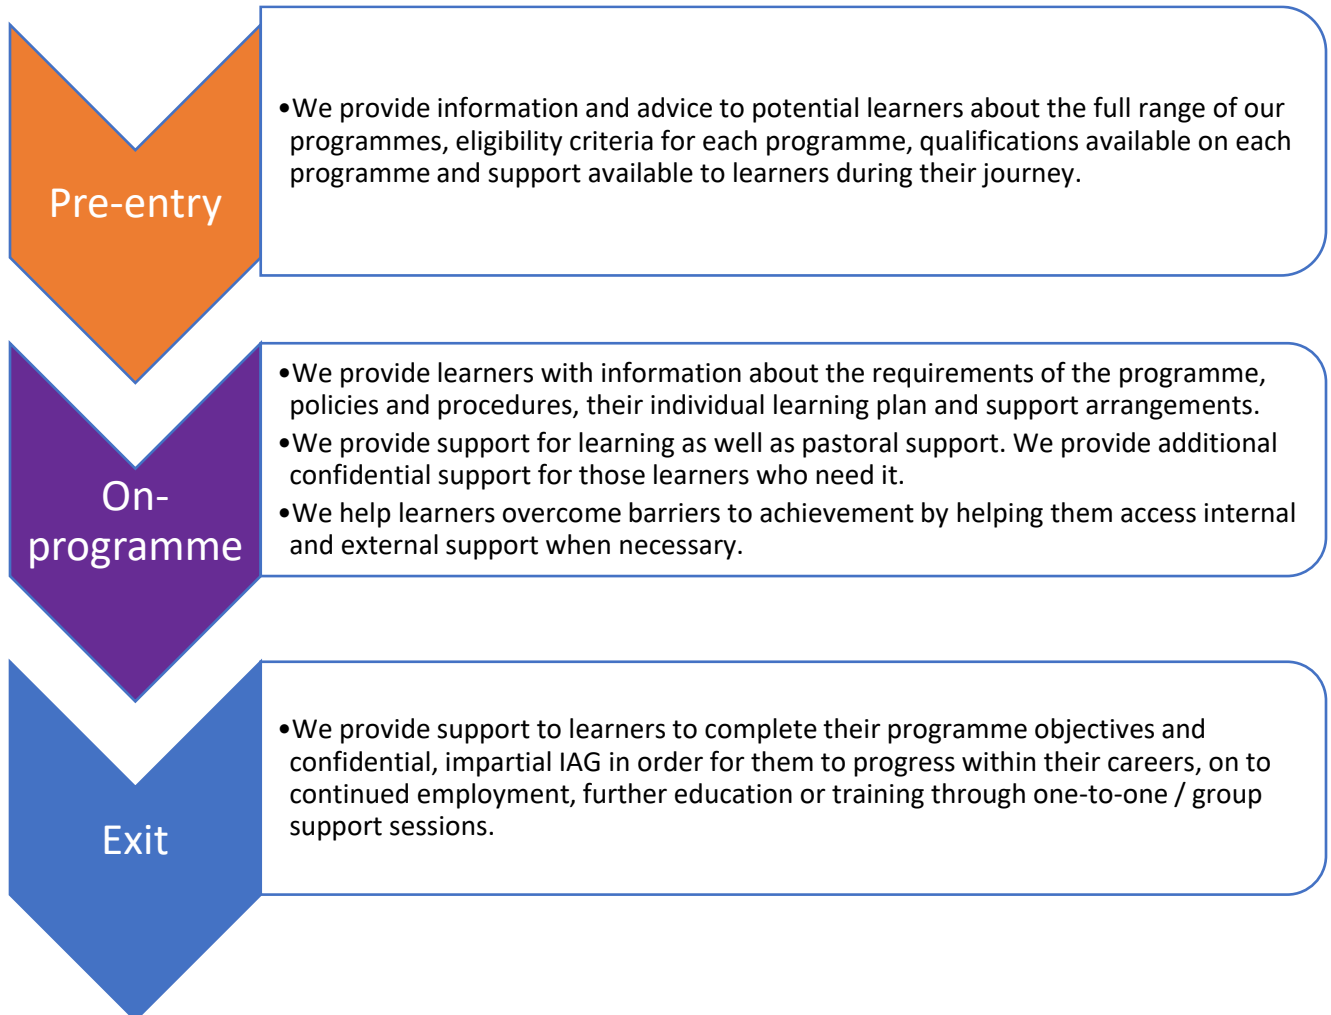 Pre-entry
•We provide information and advice to potential learners about the full range of our
programmes, eligibility criteria for each programme, qualifications available on each
programme and support available to learners during their journey.
On-
programme
•We provide learners with information about the requirements of the programme,
policies and procedures, their individual learning plan and support arrangements.
•We provide support for learning as well as pastoral support. We provide additional
confidential support for those learners who need it.
•We help learners overcome barriers to achievement by helping them access internal
and external support when necessary.
Exit
•We provide support to learners to complete their programme objectives and
confidential, impartial IAG in order for them to progress within their careers, on to
continued employment, further education or training through one-to-one / group
support sessions.